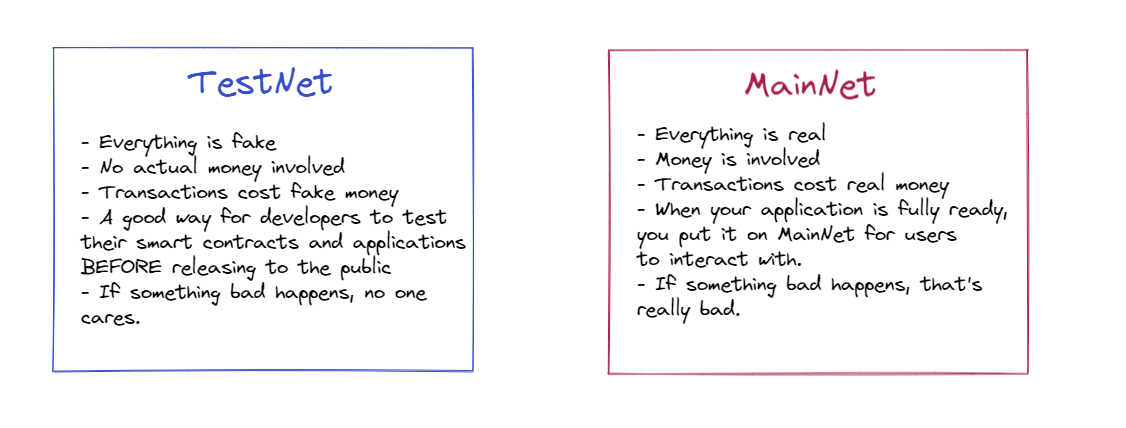 TestNet
- Everything is fake
- No actual money involved
- Transactions cost fake money
- A good way for developers to test
their smart contracts and applications
BEFORE releasing to the public
- If something bad happens, no one
cares.
MainNet
- Everything is real
- Money is involved
- Transactions cost real money
- When your application is fully ready,
you put it on MainNet for users
to interact with.
- If something bad happens, that's
really bad.